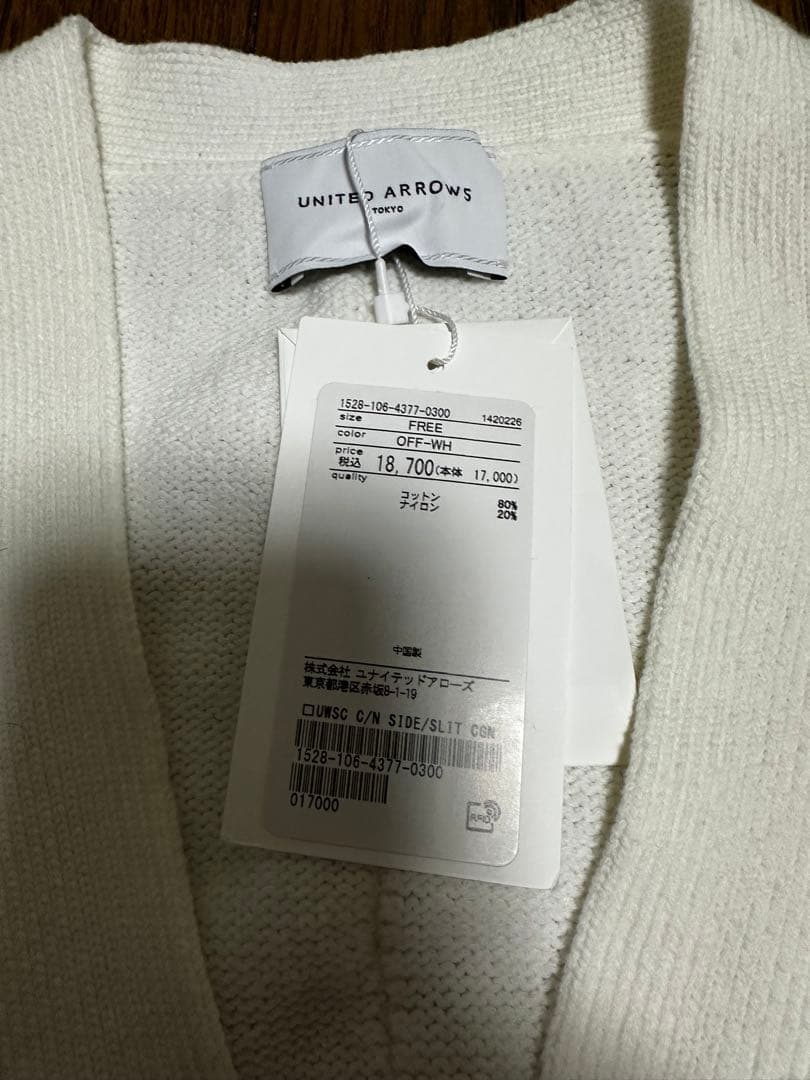 UNITED ARROWS
TOKYO
1528-106-4377-0300 1420226
size FREE
color OFF-WH
price
税込 18,700(本体 17,000)
quality
コットン 80%
ナイロン 20%
中国製
株式会社 ユナイテッドアローズ
東京都港区赤坂8-1-19
□UWSC C/N SIDE/SLIT CGN
1528-106-4377-0300
017000
RFID